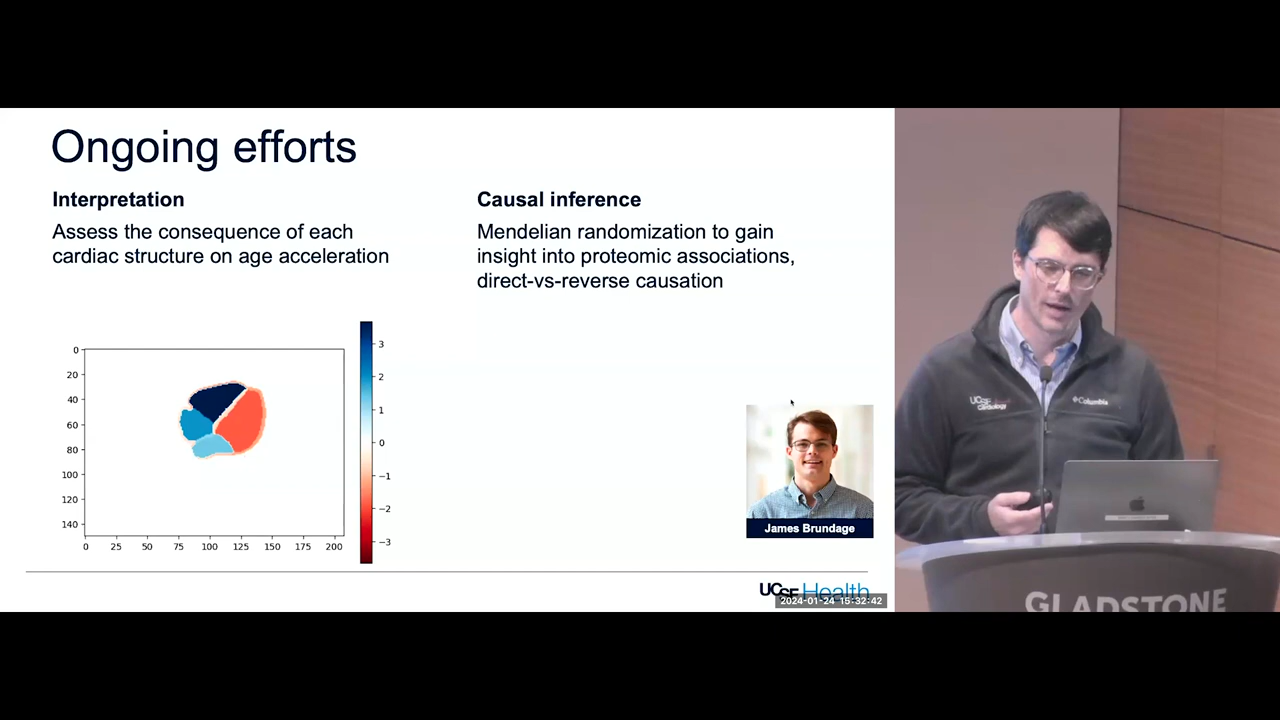 Ongoing efforts
Interpretation
Assess the consequence of each
cardiac structure on age acceleration
Causal inference
Mendelian randomization to gain
insight into proteomic associations,
direct-vs-reverse causation
0
20
40
60
80
100
120
140
0
25
50
75
100
125
150
175
200
3
2
1
0
−1
−2
−3
James Brundage
UCSF Health
2024-01-24 15:32:42
UCSF
Cardiology
Columbia
GLADSTONE